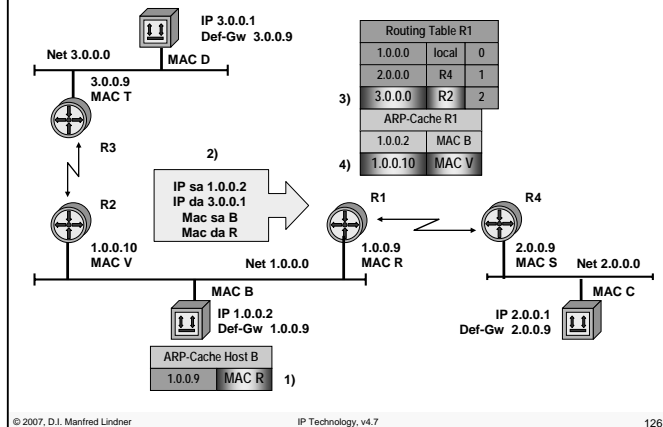 IP 3.0.0.1
Def-Gw 3.0.0.9
Net 3.0.0.0
MAC D
3.0.0.9
MAC T
R3
R2
1.0.0.10
MAC V
2)
IP sa 1.0.0.2
IP da 3.0.0.1
Mac sa B
Mac da R
Routing Table R1
1.0.0.0 local 0
2.0.0.0 R4 1
3) 3.0.0.0 R2 2
ARP-Cache R1
1.0.0.2 MAC B
4) 1.0.0.10 MAC V
R1
R4
1.0.0.9
MAC R
Net 1.0.0.0
2.0.0.9
MAC S
Net 2.0.0.0
MAC B
IP 1.0.0.2
Def-Gw 1.0.0.9
MAC C
IP 2.0.0.1
Def-Gw 2.0.0.9
ARP-Cache Host B
1.0.0.9 MAC R 1)
© 2007, D.I. Manfred Lindner
IP Technology, v4.7
126